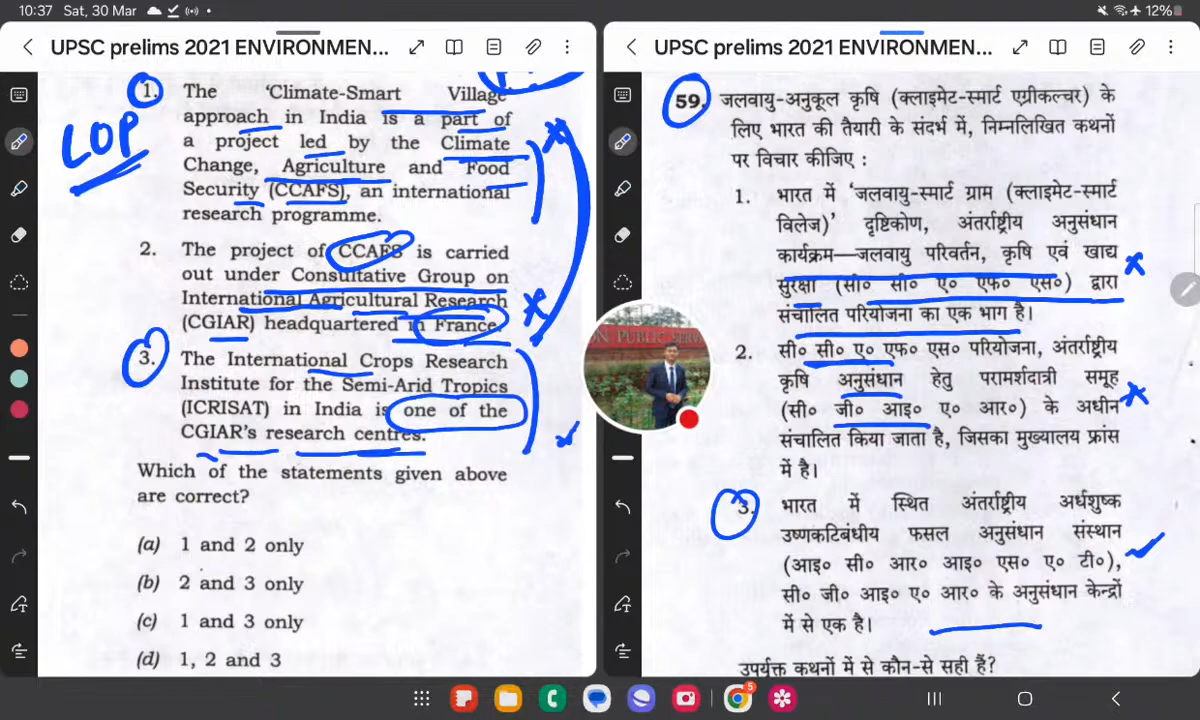 10:37 Sat, 30 Mar
12%
UPSC prelims 2021 ENVIRONMEN...
1. The 'Climate-Smart Village'
approach in India is a part of
a project led by the Climate
Change, Agriculture and Food
Security (CCAFS), an international
research programme.
2. The project of CCAFS is carried
out under Consultative Group on
International Agricultural Research
(CGIAR) headquartered in France.
3. The International Crops Research
Institute for the Semi-Arid Tropics
(ICRISAT) in India is one of the
CGIAR's research centres.
Which of the statements given above
are correct?
(a) 1 and 2 only
(b) 2 and 3 only
(c) 1 and 3 only
(d) 1, 2 and 3
LOP
UPSC prelims 2021 ENVIRONMEN...
59. जलवायु-अनुकूल कृषि (क्लाइमेट-स्मार्ट एग्रीकल्चर) के
लिए भारत की तैयारी के संदर्भ में, निम्नलिखित कथनों
पर विचार कीजिए :
1. भारत में 'जलवायु-स्मार्ट ग्राम (क्लाइमेट-स्मार्ट
विलेज)' दृष्टिकोण, अंतर्राष्ट्रीय अनुसंधान
कार्यक्रम—जलवायु परिवर्तन, कृषि एवं खाद्य
सुरक्षा (सी० सी० ए० एफ० एस०) द्वारा
संचालित परियोजना का एक भाग है।
2. सी० सी० ए० एफ० एस० परियोजना, अंतर्राष्ट्रीय
कृषि अनुसंधान हेतु परामर्शदात्री समूह
(सी० जी० आइ० ए० आर०) के अधीन
संचालित किया जाता है, जिसका मुख्यालय फ्रांस
में है।
3. भारत में स्थित अंतर्राष्ट्रीय अर्धशुष्क
उष्णकटिबंधीय फसल अनुसंधान संस्थान
(आइ० सी० आर० आइ० एस० ए० टी०),
सी० जी० आइ० ए० आर० के अनुसंधान केन्द्रों
में से एक है।
उपर्युक्त कथनों में से कौन-से सही हैं?
ON PUBLIC SERV
5